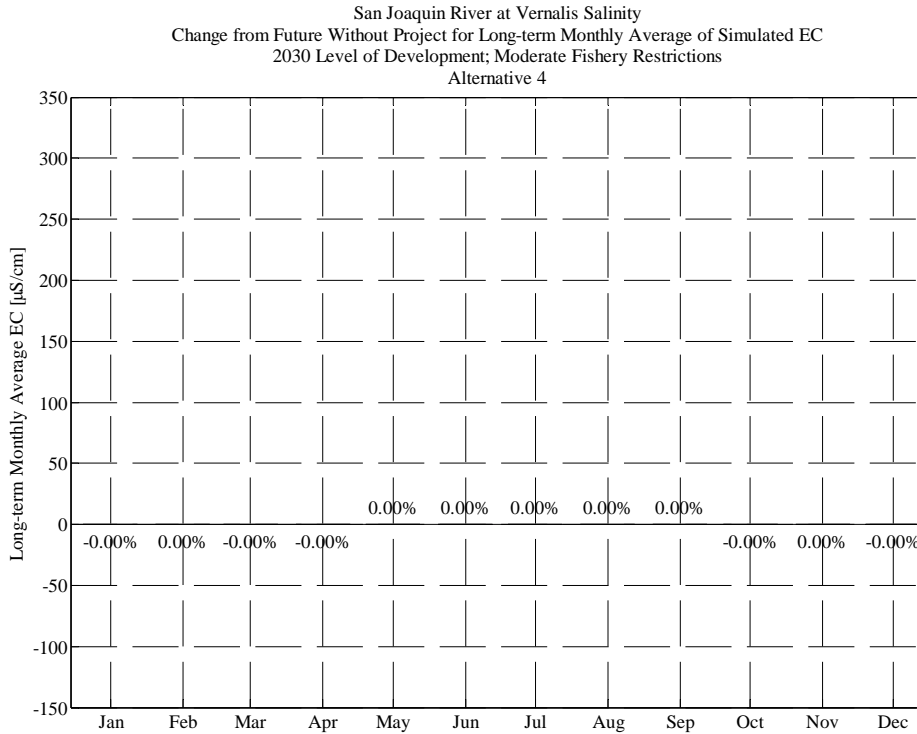 San Joaquin River at Vernalis Salinity
Change from Future Without Project for Long-term Monthly Average of Simulated EC
2030 Level of Development; Moderate Fishery Restrictions
Alternative 4
Long-term Monthly Average EC [µS/cm]
350
300
250
200
150
100
50
0
-50
-100
-150
0.00% 0.00% 0.00% 0.00% 0.00%
-0.00% 0.00% -0.00% -0.00% -0.00% 0.00% -0.00%
Jan Feb Mar Apr May Jun Jul Aug Sep Oct Nov Dec